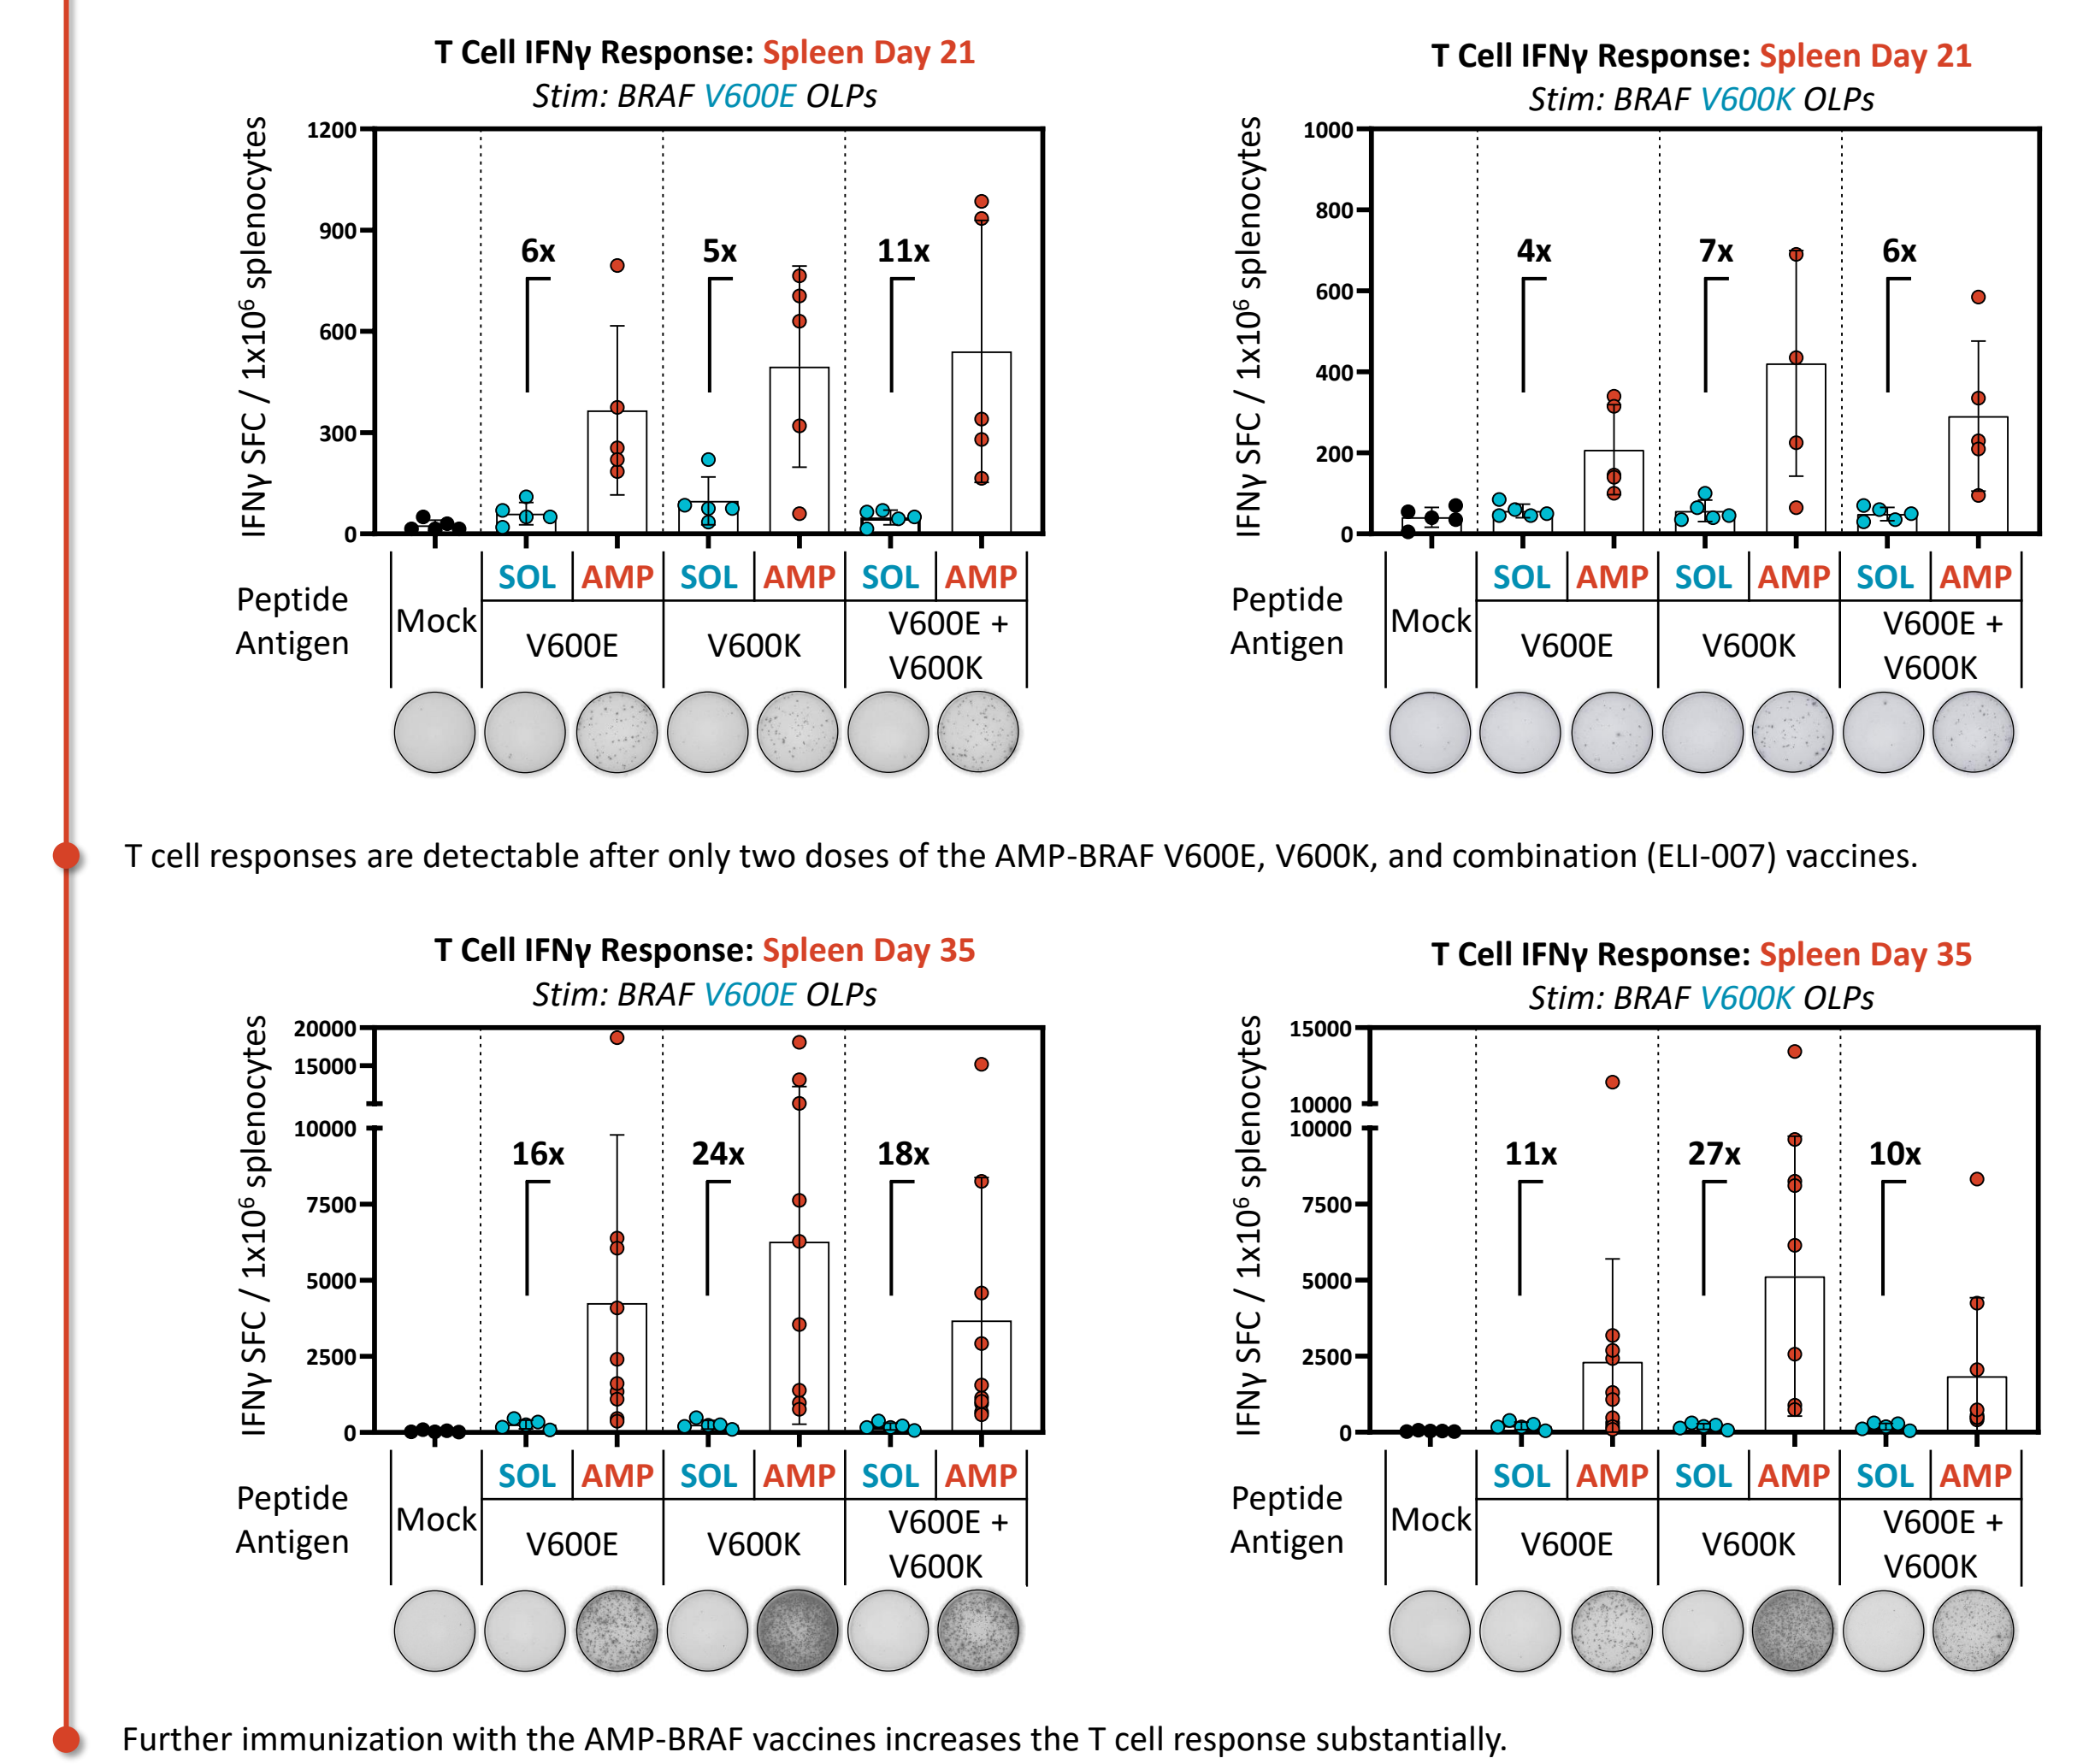 T Cell IFNγ Response: Spleen Day 21
Stim: BRAF V600E OLPs
IFNγ SFC / 1x10⁶ splenocytes
1200
900
600
300
0
6x
5x
11x
Peptide Antigen
Mock
SOL AMP SOL AMP SOL AMP
V600E
V600K
V600E +
V600K
T Cell IFNγ Response: Spleen Day 21
Stim: BRAF V600K OLPs
IFNγ SFC / 1x10⁶ splenocytes
1000
800
600
400
200
0
4x
7x
6x
Peptide Antigen
Mock
SOL AMP SOL AMP SOL AMP
V600E
V600K
V600E +
V600K
T cell responses are detectable after only two doses of the AMP-BRAF V600E, V600K, and combination (ELI-007) vaccines.
T Cell IFNγ Response: Spleen Day 35
Stim: BRAF V600E OLPs
IFNγ SFC / 1x10⁶ splenocytes
20000
15000
10000
7500
5000
2500
0
16x
24x
18x
Peptide Antigen
Mock
SOL AMP SOL AMP SOL AMP
V600E
V600K
V600E +
V600K
T Cell IFNγ Response: Spleen Day 35
Stim: BRAF V600K OLPs
IFNγ SFC / 1x10⁶ splenocytes
15000
10000
10000
7500
5000
2500
0
11x
27x
10x
Peptide Antigen
Mock
SOL AMP SOL AMP SOL AMP
V600E
V600K
V600E +
V600K
Further immunization with the AMP-BRAF vaccines increases the T cell response substantially.